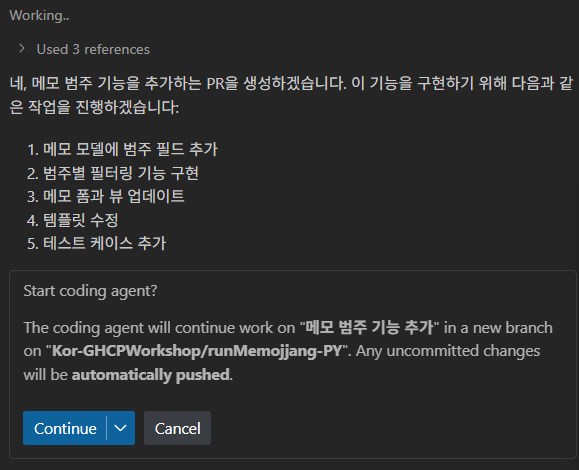 Working..
Used 3 references
네, 메모 범주 기능을 추가하는 PR을 생성하겠습니다. 이 기능을 구현하기 위해 다음과 같
은 작업을 진행하겠습니다:
1. 메모 모델에 범주 필드 추가
2. 범주별 필터링 기능 구현
3. 메모 폼과 뷰 업데이트
4. 템플릿 수정
5. 테스트 케이스 추가
Start coding agent?
The coding agent will continue work on "메모 범주 기능 추가" in a new branch
on "Kor-GHCPWorkshop/runMemojjang-PY". Any uncommitted changes
will be automatically pushed.
Continue Cancel